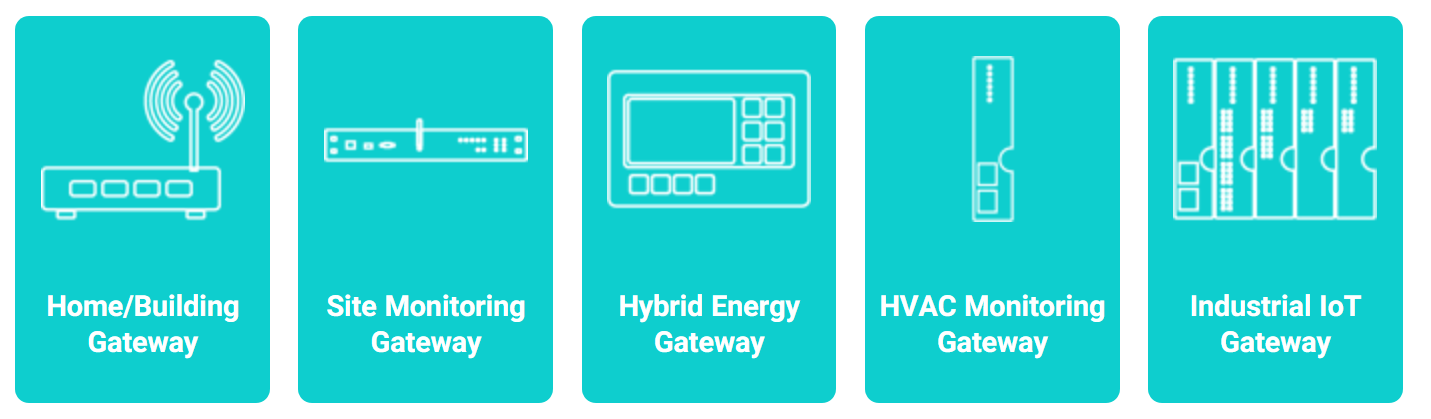 Home/Building
Gateway
Site Monitoring
Gateway
Hybrid Energy
Gateway
HVAC Monitoring
Gateway
Industrial IoT
Gateway